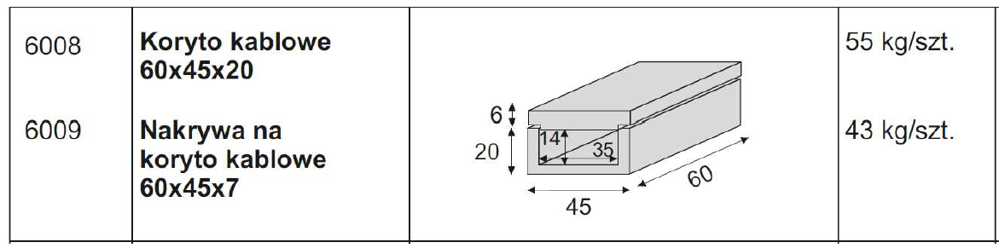 6008
Koryto kablowe
60x45x20
55 kg/szt.
6009
Nakrywa na
koryto kablowe
60x45x7
43 kg/szt.
6
14
35
20
60
45